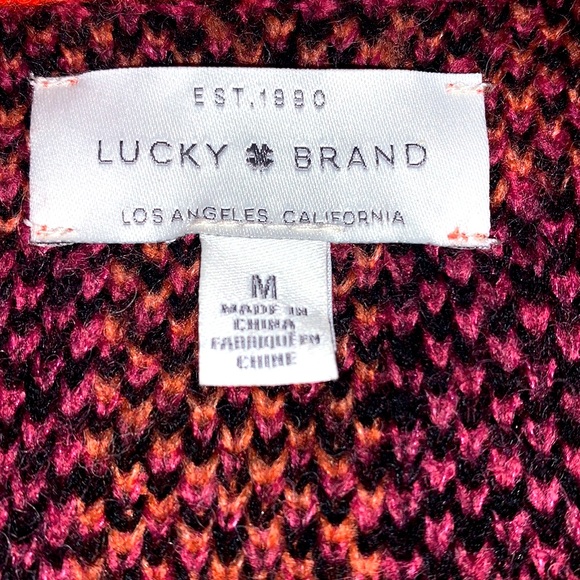 EST.1990
LUCKY BRAND
LOS ANGELES, CALIFORNIA
M
MADE IN
CHINA
FABRIQUÉ EN
CHINE